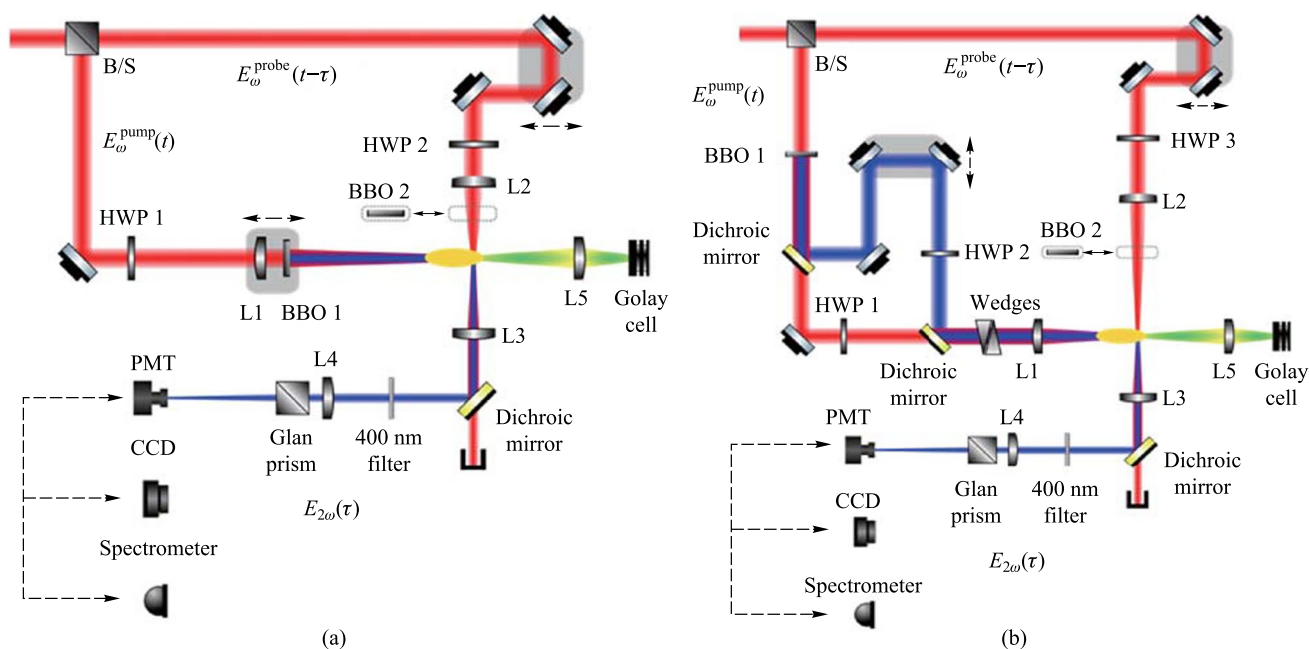 B/S
E_ω^probe(t−τ)
E_ω^pump(t)
HWP 2
L2
BBO 2
HWP 1
L1
BBO 1
L5
Golay
cell
L3
L4
PMT
Dichroic
mirror
Glan
prism
400 nm
filter
CCD
E_2ω(τ)
Spectrometer
(a)
B/S
E_ω^probe(t−τ)
E_ω^pump(t)
HWP 3
BBO 1
L2
Dichroic
mirror
HWP 2
BBO 2
HWP 1
Wedges
Dichroic
mirror
L1
L5
Golay
cell
L3
PMT
L4
Dichroic
mirror
Glan
prism
400 nm
filter
CCD
E_2ω(τ)
Spectrometer
(b)